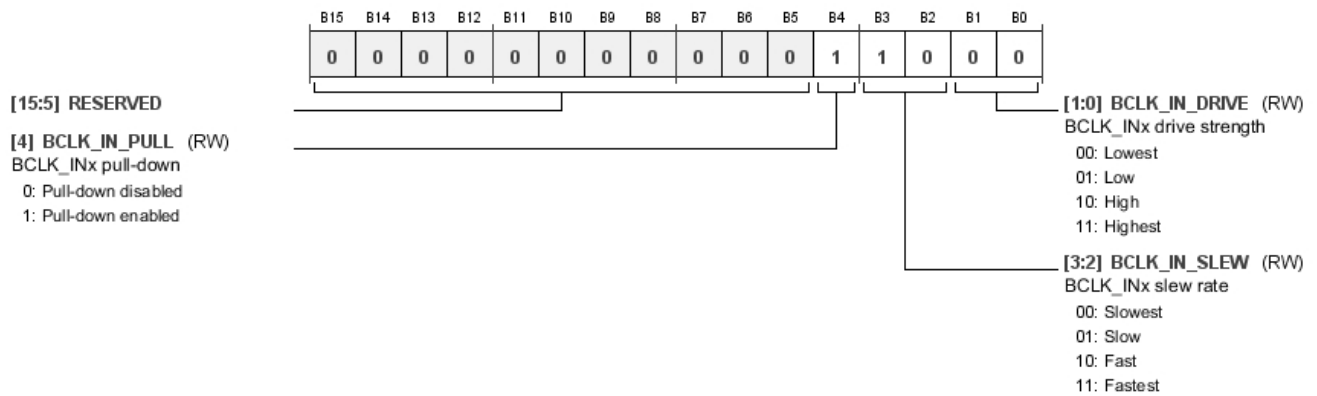 B15 B14 B13 B12 B11 B10 B9 B8 B7 B6 B5 B4 B3 B2 B1 B0
0 0 0 0 0 0 0 0 0 0 0 1 1 0 0 0
[15:5] RESERVED
[4] BCLK_IN_PULL (RW)
BCLK_INx pull-down
0: Pull-down disabled
1: Pull-down enabled
[1:0] BCLK_IN_DRIVE (RW)
BCLK_INx drive strength
00: Lowest
01: Low
10: High
11: Highest
[3:2] BCLK_IN_SLEW (RW)
BCLK_INx slew rate
00: Slowest
01: Slow
10: Fast
11: Fastest